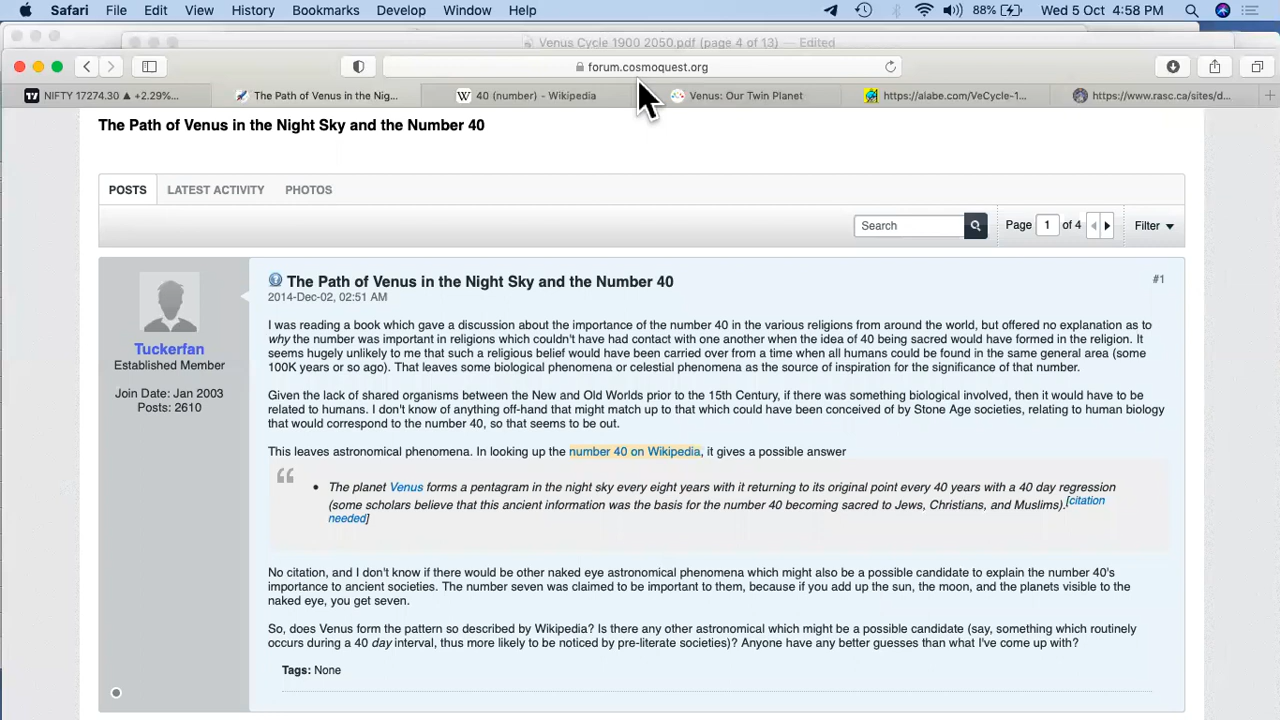 Safari File Edit View History Bookmarks Develop Window Help 88% Wed 5 Oct 4:58 PM
Venus Cycle 1900 2050.pdf (page 4 of 13) — Edited
forum.cosmoquest.org
NIFTY 17274.30 ▲ +2.29%... The Path of Venus in the Nig... 40 (number) - Wikipedia Venus: Our Twin Planet https://alabe.com/VeCycle-1... https://www.rasc.ca/sites/d...
The Path of Venus in the Night Sky and the Number 40
POSTS LATEST ACTIVITY PHOTOS
Search Page 1 of 4 Filter
The Path of Venus in the Night Sky and the Number 40 #1
2014-Dec-02, 02:51 AM
Tuckerfan
Established Member
Join Date: Jan 2003
Posts: 2610
I was reading a book which gave a discussion about the importance of the number 40 in the various religions from around the world, but offered no explanation as to
why the number was important in religions which couldn't have had contact with one another when the idea of 40 being sacred would have formed in the religion. It
seems hugely unlikely to me that such a religious belief would have been carried over from a time when all humans could be found in the same general area (some
100K years or so ago). That leaves some biological phenomena or celestial phenomena as the source of inspiration for the significance of that number.
Given the lack of shared organisms between the New and Old Worlds prior to the 15th Century, if there was something biological involved, then it would have to be
related to humans. I don't know of anything off-hand that might match up to that which could have been conceived of by Stone Age societies, relating to human biology
that would correspond to the number 40, so that seems to be out.
This leaves astronomical phenomena. In looking up the number 40 on Wikipedia, it gives a possible answer
• The planet Venus forms a pentagram in the night sky every eight years with it returning to its original point every 40 years with a 40 day regression
(some scholars believe that this ancient information was the basis for the number 40 becoming sacred to Jews, Christians, and Muslims).[citation
needed]
No citation, and I don't know if there would be other naked eye astronomical phenomena which might also be a possible candidate to explain the number 40's
importance to ancient societies. The number seven was claimed to be important to them, because if you add up the sun, the moon, and the planets visible to the
naked eye, you get seven.
So, does Venus form the pattern so described by Wikipedia? Is there any other astronomical which might be a possible candidate (say, something which routinely
occurs during a 40 day interval, thus more likely to be noticed by pre-literate societies)? Anyone have any better guesses than what I've come up with?
Tags: None